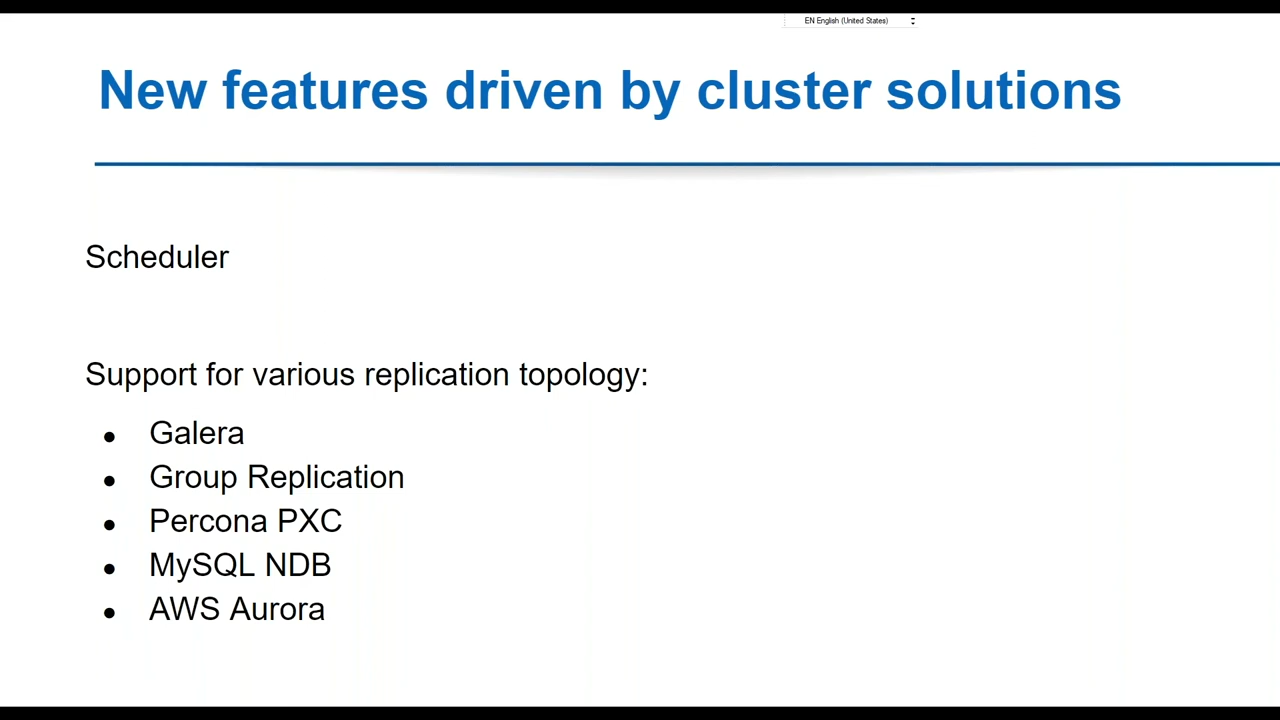 EN English (United States)
New features driven by cluster solutions
Scheduler
Support for various replication topology:
● Galera
● Group Replication
● Percona PXC
● MySQL NDB
● AWS Aurora